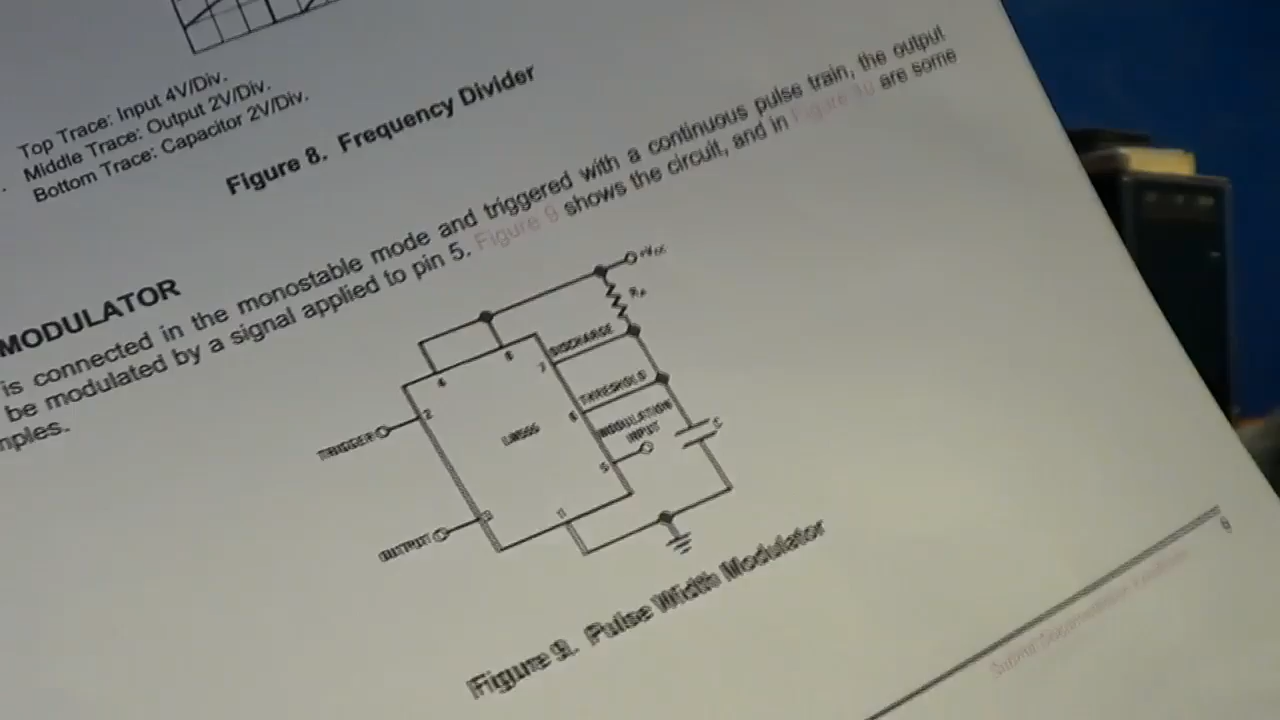 Top Trace: Input 4V/Div.
Middle Trace: Output 2V/Div.
Bottom Trace: Capacitor 2V/Div.
Figure 8. Frequency Divider
MODULATOR
is connected in the monostable mode and triggered with a continuous pulse train, the output
be modulated by a signal applied to pin 5. Figure 9 shows the circuit, and in Figure 10 are some
mples.
+Vcc
RA
DISCHARGE
4
8
7
THRESHOLD
2
6
MODULATION
INPUT
C
TRIGGER
LM555
5
3
1
OUTPUT
Figure 9. Pulse Width Modulator
9
Submit Documentation Feedback